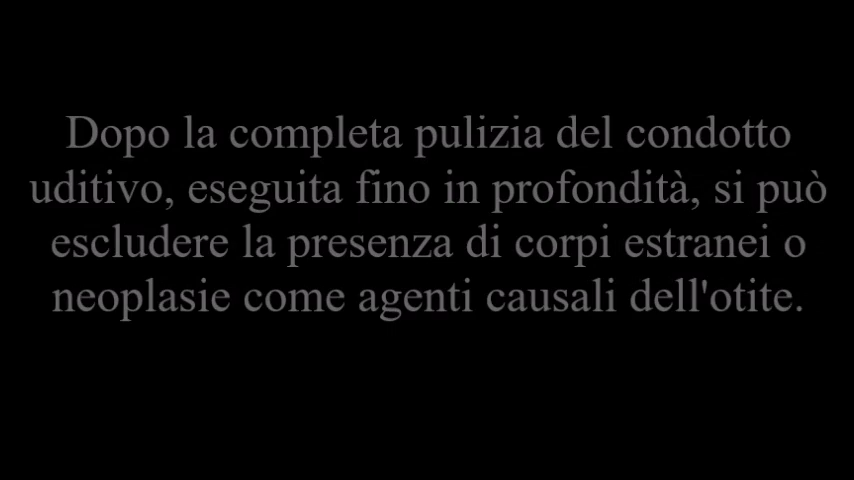 Dopo la completa pulizia del condotto
uditivo, eseguita fino in profondità, si può
escludere la presenza di corpi estranei o
neoplasie come agenti causali dell'otite.